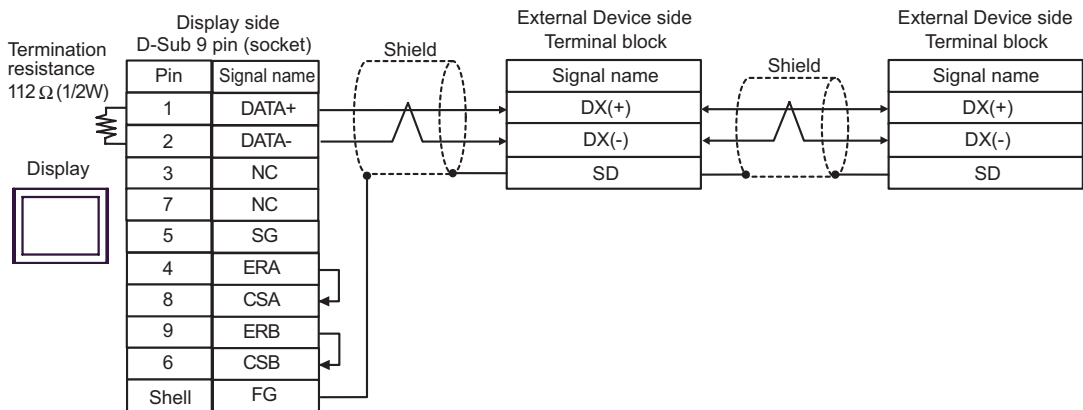 Display side
D-Sub 9 pin (socket)
Termination
resistance
112 Ω (1/2W)
Display
Pin Signal name
1 DATA+
2 DATA-
3 NC
7 NC
5 SG
4 ERA
8 CSA
9 ERB
6 CSB
Shell FG
Shield
External Device side
Terminal block
Signal name
DX(+)
DX(-)
SD
Shield
External Device side
Terminal block
Signal name
DX(+)
DX(-)
SD